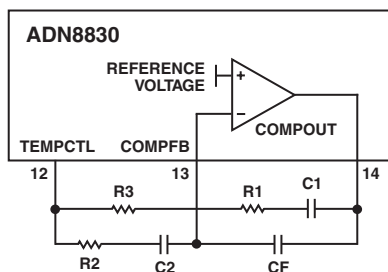 ADN8830
REFERENCE
VOLTAGE
+
−
COMPOUT
TEMPCTL
COMPFB
12
13
14
R3
R1
C1
R2
C2
CF